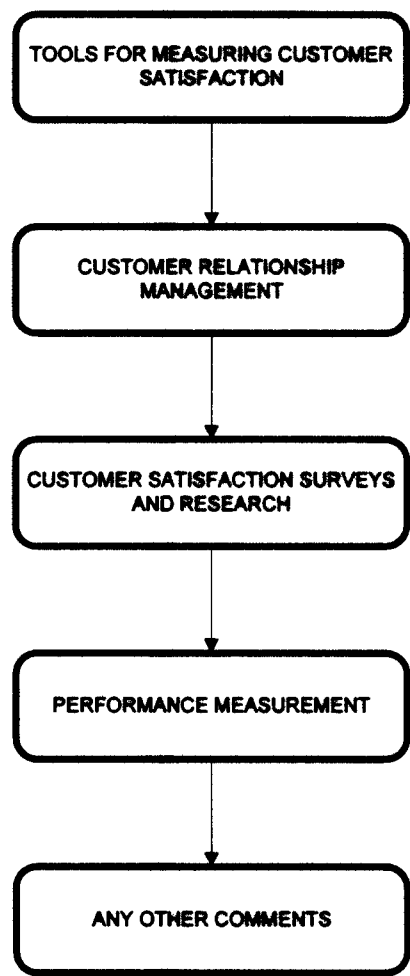 TOOLS FOR MEASURING CUSTOMER
SATISFACTION
CUSTOMER RELATIONSHIP
MANAGEMENT
CUSTOMER SATISFACTION SURVEYS
AND RESEARCH
PERFORMANCE MEASUREMENT
ANY OTHER COMMENTS